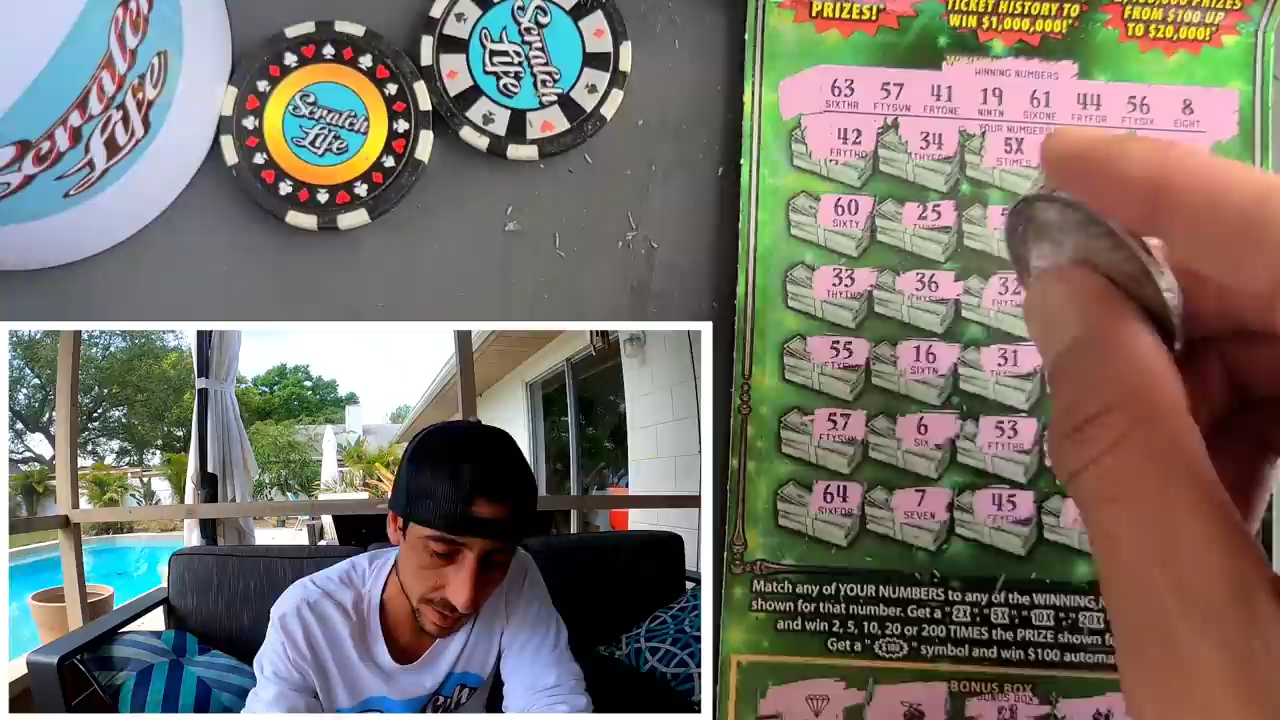 Scratch
Life
Scratch
Life
Scratch
Life
PRIZES!*
TICKET HISTORY TO
WIN $1,000,000!*
FROM $100 UP
TO $20,000!*
WINNING NUMBERS
63 57 41 19 61 44 56 8
SIXTHR FTYSVN FRYONE NINTN SIXONE FRYFOR FTYSIX EIGHT
YOUR NUMBERS
42 34 5X
FRYTHO 5TIMES
60 25
SIXTY
33 36 32
55 16 31
SIXTN
57 6 53
FTYSVN SIX FTYTHR
64 7 45
SIXFOR SEVEN
Match any of YOUR NUMBERS to any of the WINNING
shown for that number. Get a "2X", "5X", "10X", "20X
and win 2, 5, 10, 20 or 200 TIMES the PRIZE shown
Get a "$100" symbol and win $100
BONUS BOX
BONUS BOX